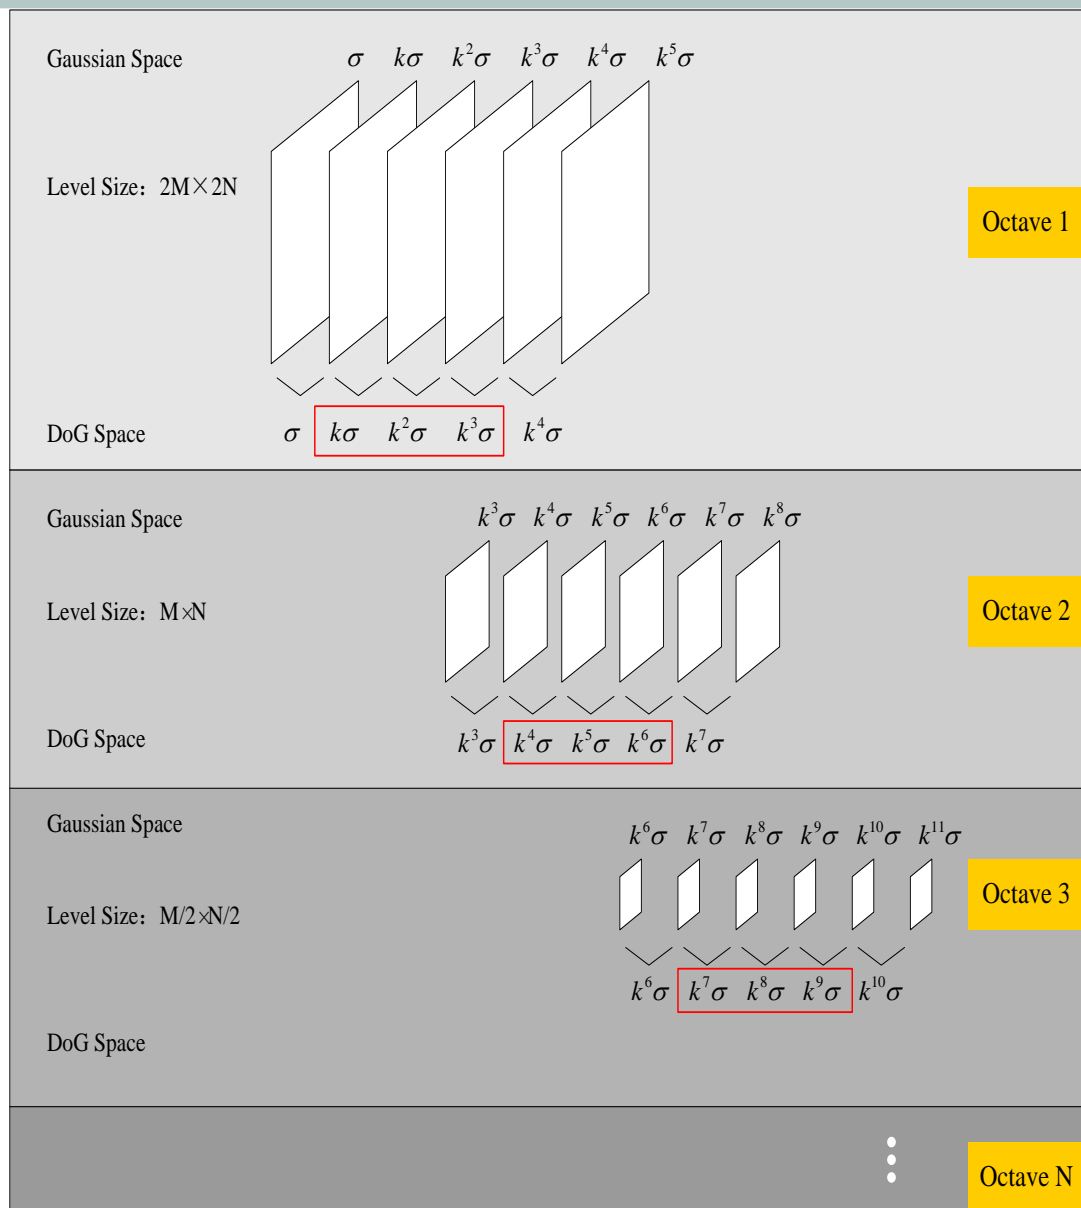 Gaussian Space σ kσ k²σ k³σ k⁴σ k⁵σ
Level Size：2M×2N
Octave 1
DoG Space σ kσ k²σ k³σ k⁴σ
Gaussian Space k³σ k⁴σ k⁵σ k⁶σ k⁷σ k⁸σ
Level Size：M×N
Octave 2
DoG Space k³σ k⁴σ k⁵σ k⁶σ k⁷σ
Gaussian Space k⁶σ k⁷σ k⁸σ k⁹σ k¹⁰σ k¹¹σ
Level Size：M/2×N/2
Octave 3
k⁶σ k⁷σ k⁸σ k⁹σ k¹⁰σ
DoG Space
Octave N